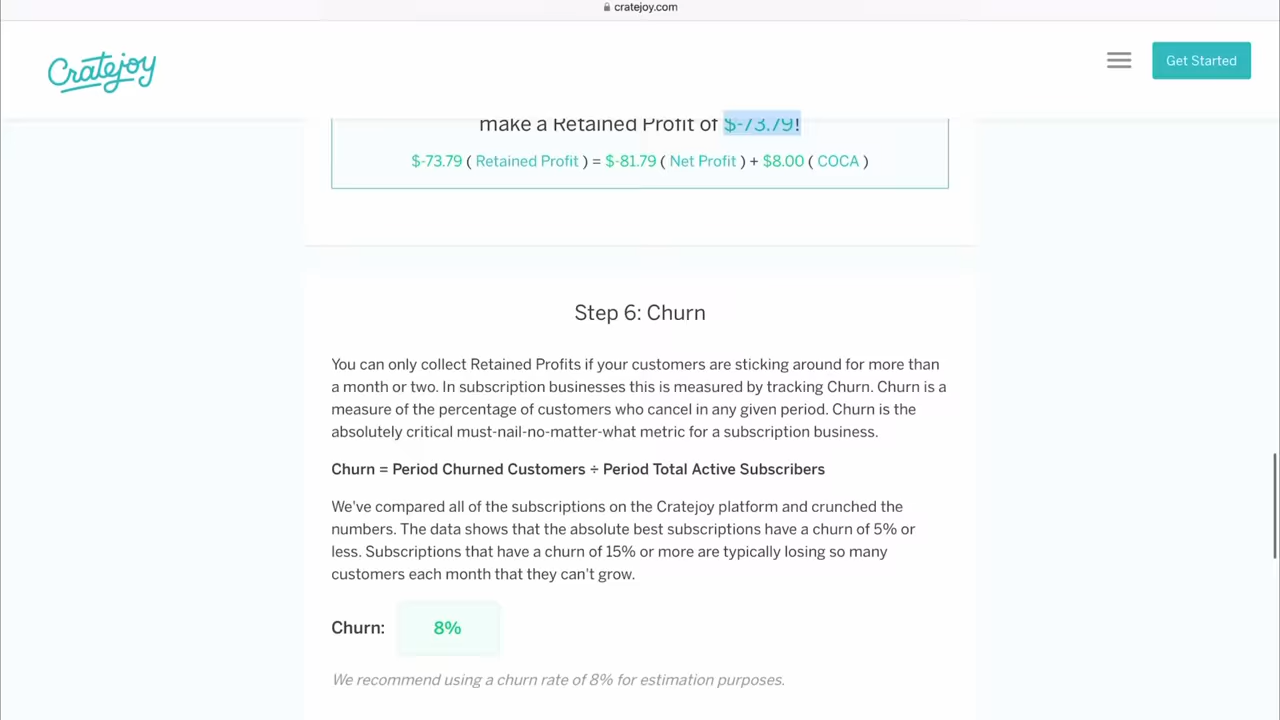 cratejoy.com
Cratejoy
Get Started
make a Retained Profit of $-73.79!
$-73.79 ( Retained Profit ) = $-81.79 ( Net Profit ) + $8.00 ( COCA )
Step 6: Churn
You can only collect Retained Profits if your customers are sticking around for more than
a month or two. In subscription businesses this is measured by tracking Churn. Churn is a
measure of the percentage of customers who cancel in any given period. Churn is the
absolutely critical must-nail-no-matter-what metric for a subscription business.
Churn = Period Churned Customers ÷ Period Total Active Subscribers
We've compared all of the subscriptions on the Cratejoy platform and crunched the
numbers. The data shows that the absolute best subscriptions have a churn of 5% or
less. Subscriptions that have a churn of 15% or more are typically losing so many
customers each month that they can't grow.
Churn: 8%
We recommend using a churn rate of 8% for estimation purposes.